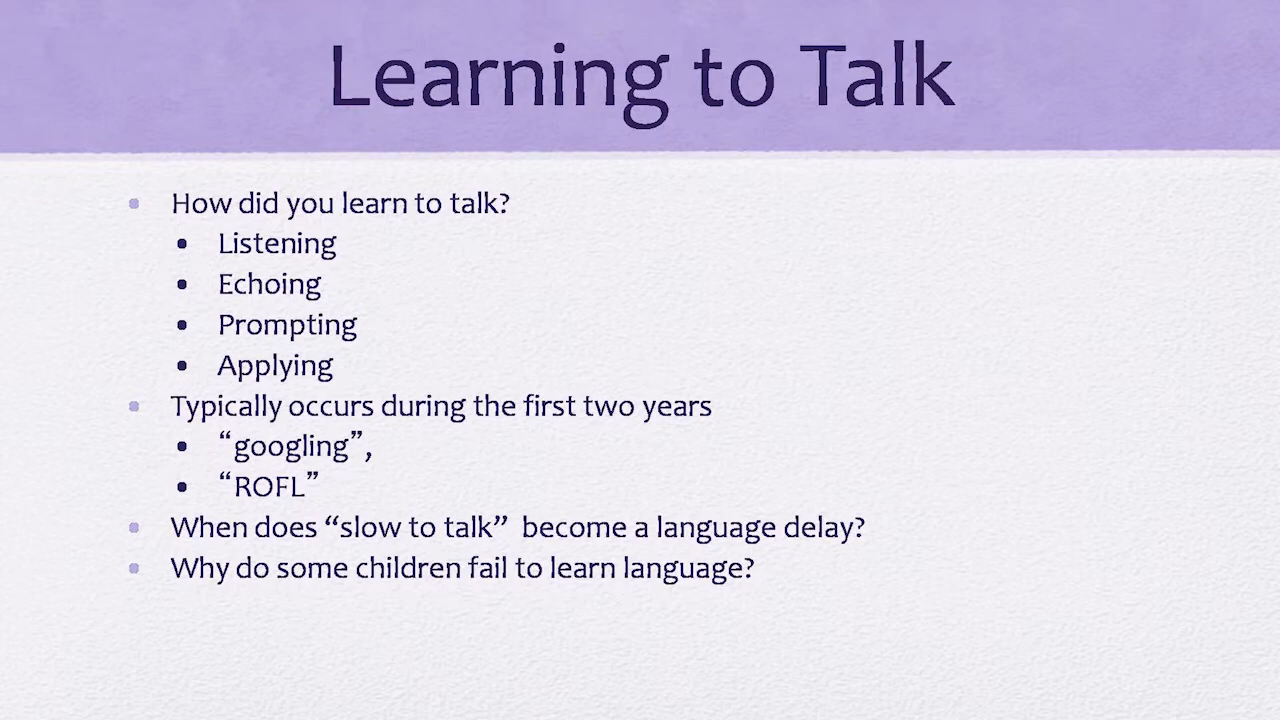 Learning to Talk
• How did you learn to talk?
• Listening
• Echoing
• Prompting
• Applying
• Typically occurs during the first two years
• “googling”,
• “ROFL”
• When does “slow to talk” become a language delay?
• Why do some children fail to learn language?